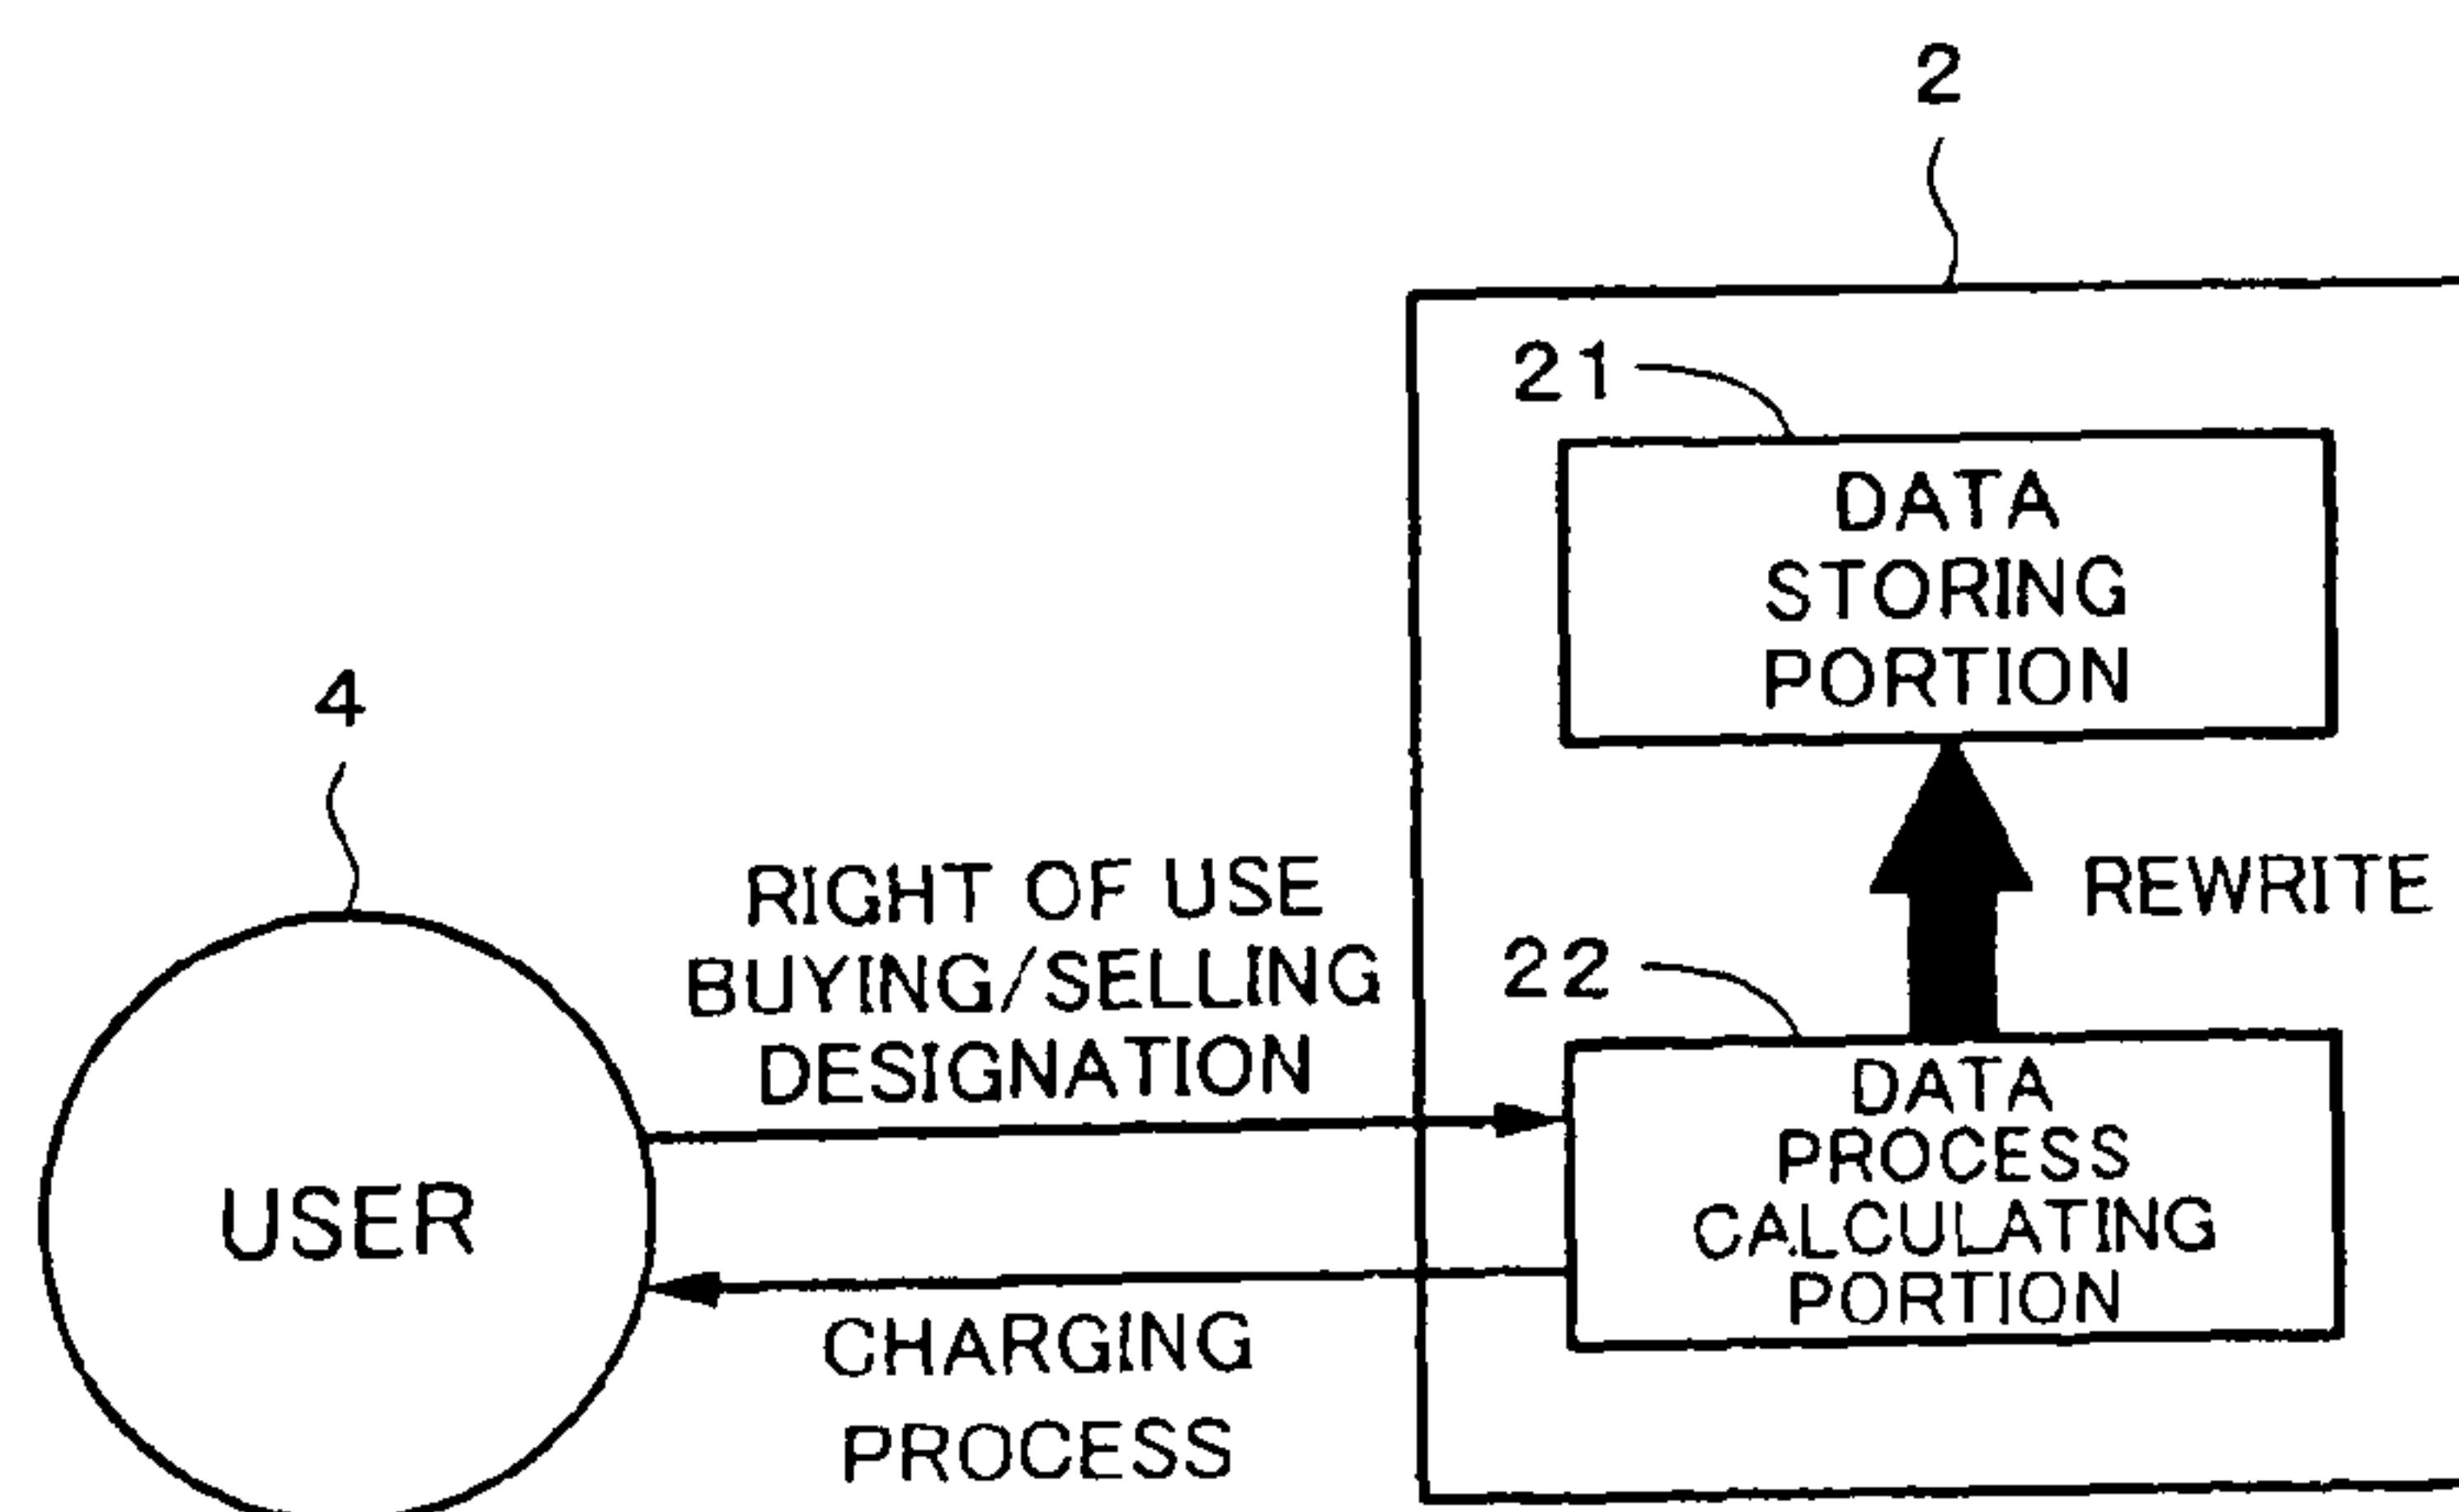 2
21
DATA
STORING
PORTION
4
RIGHT OF USE
BUYING/SELLING
DESIGNATION
REWRITE
22
DATA
PROCESS
CALCULATING
PORTION
USER
CHARGING
PROCESS